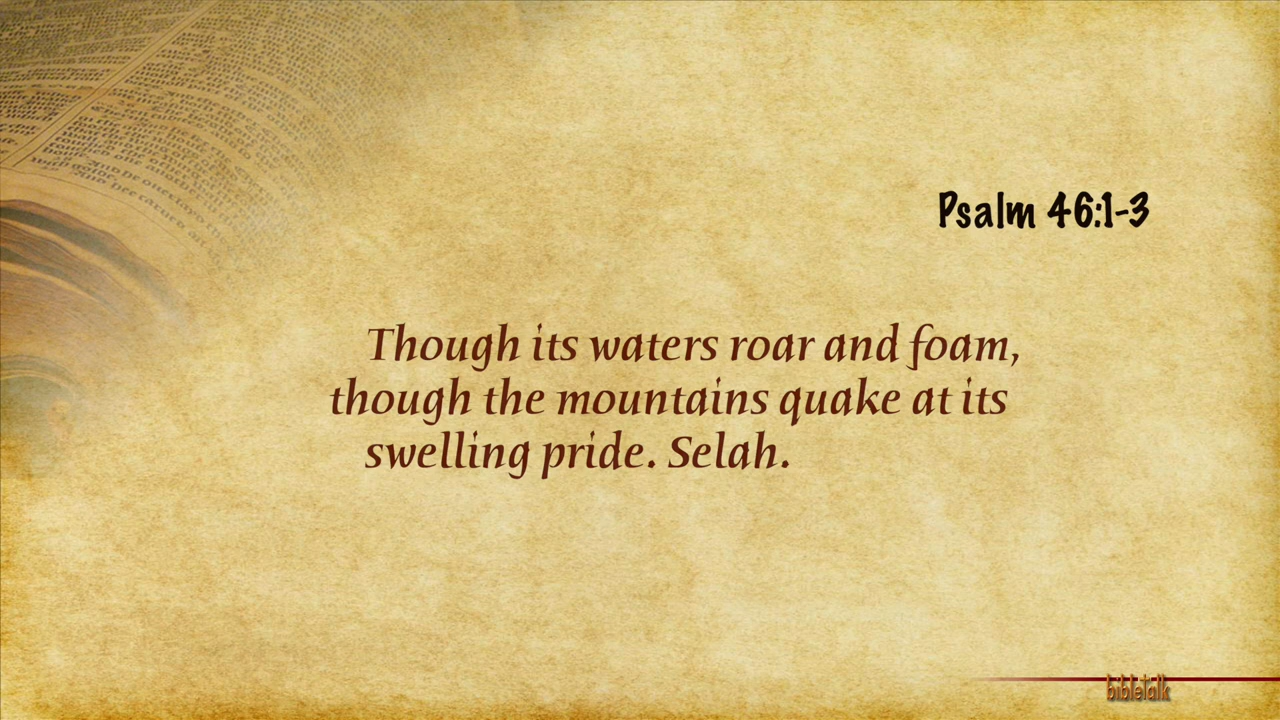 Psalm 46:1-3
Though its waters roar and foam,
though the mountains quake at its
swelling pride. Selah.
bibletalk